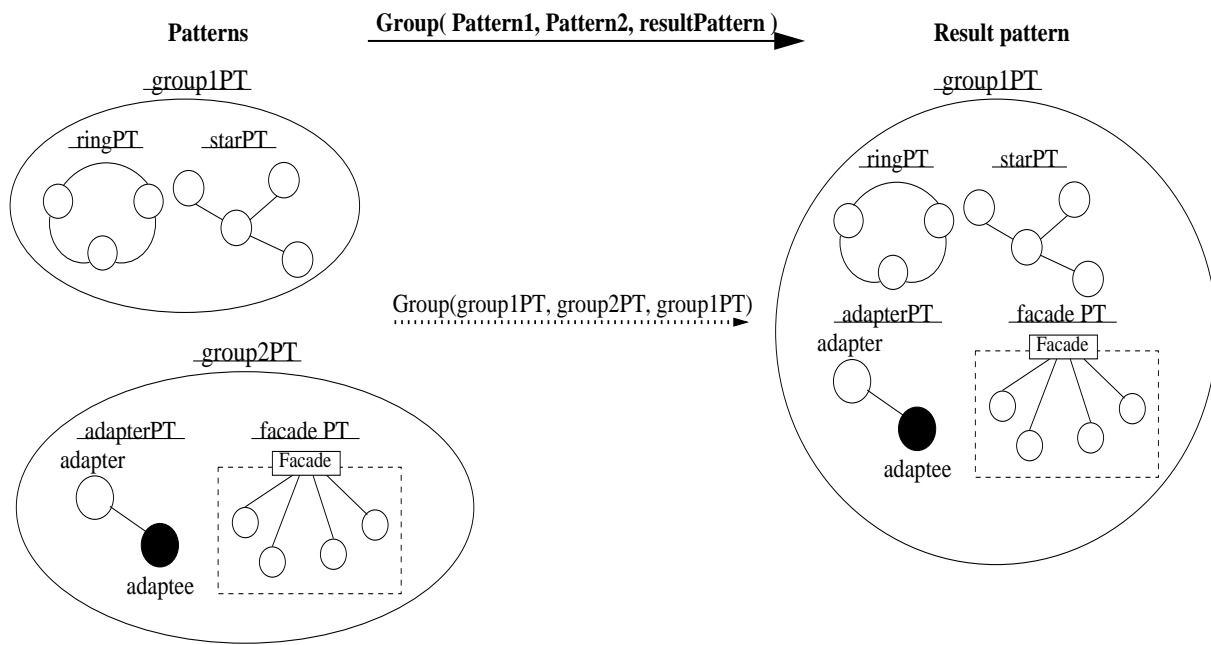 Patterns
Group( Pattern1, Pattern2, resultPattern )
Result pattern
group1PT
ringPT
starPT
group2PT
adapterPT
facade PT
adapter
Facade
adaptee
Group(group1PT, group2PT, group1PT)
group1PT
ringPT
starPT
adapterPT
facade PT
adapter
Facade
adaptee